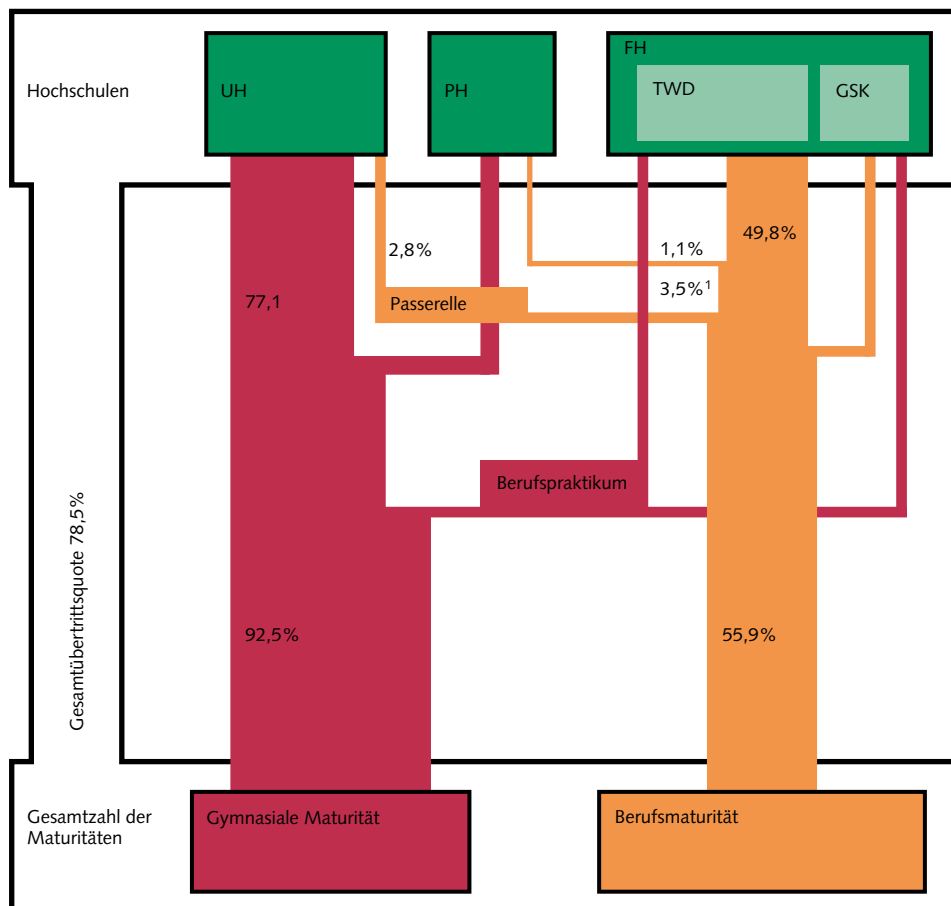 FH
Hochschulen
UH
PH
TWD
GSK
49,8%
2,8%
1,1%
77,1
Passerelle
3,5%¹
Berufspraktikum
Gesamtübertrittsquote 78,5%
92,5%
55,9%
Gesamtzahl der
Maturitäten
Gymnasiale Maturität
Berufsmaturität